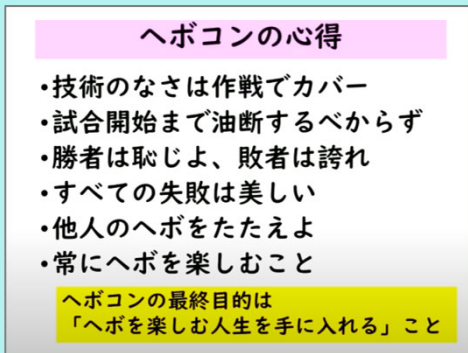 ヘボコンの心得
•技術のなさは作戦でカバー
•試合開始まで油断するべからず
•勝者は恥じよ、敗者は誇れ
•すべての失敗は美しい
•他人のヘボをたたえよ
•常にヘボを楽しむこと
ヘボコンの最終目的は
「ヘボを楽しむ人生を手に入れる」こと